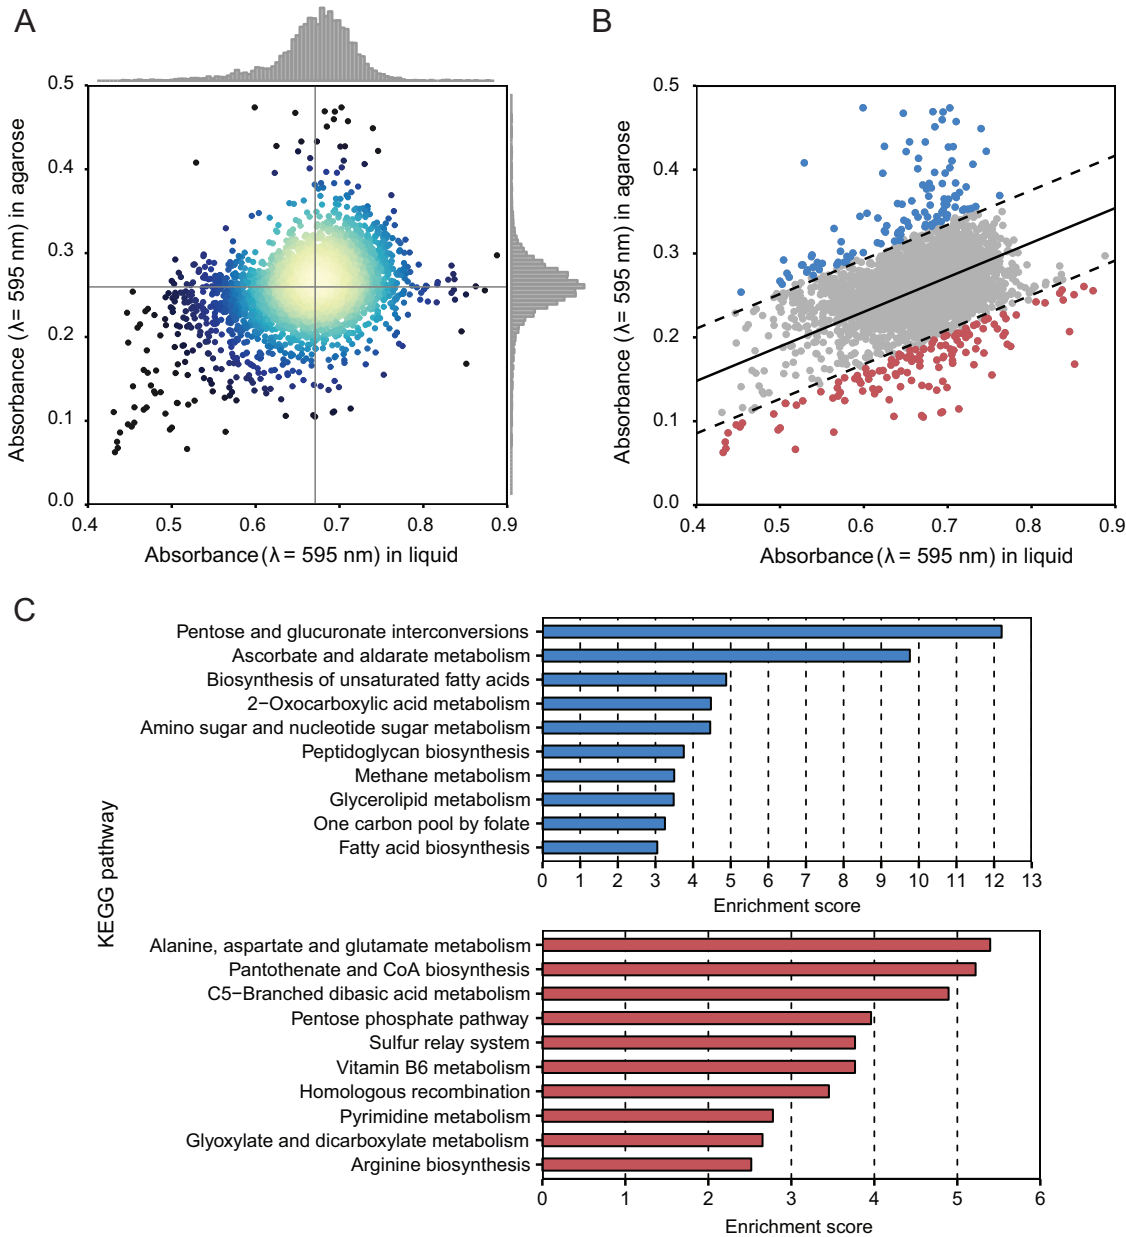 A
B
0.5
0.4
0.3
0.2
0.1
0.0
Absorbance (λ= 595 nm) in agarose
0.4 0.5 0.6 0.7 0.8 0.9
Absorbance (λ= 595 nm) in liquid
0.5
0.4
0.3
0.2
0.1
0.0
Absorbance (λ= 595 nm) in agarose
0.4 0.5 0.6 0.7 0.8 0.9
Absorbance (λ= 595 nm) in liquid
C
KEGG pathway
Pentose and glucuronate interconversions
Ascorbate and aldarate metabolism
Biosynthesis of unsaturated fatty acids
2−Oxocarboxylic acid metabolism
Amino sugar and nucleotide sugar metabolism
Peptidoglycan biosynthesis
Methane metabolism
Glycerolipid metabolism
One carbon pool by folate
Fatty acid biosynthesis
0 1 2 3 4 5 6 7 8 9 10 11 12 13
Enrichment score
Alanine, aspartate and glutamate metabolism
Pantothenate and CoA biosynthesis
C5−Branched dibasic acid metabolism
Pentose phosphate pathway
Sulfur relay system
Vitamin B6 metabolism
Homologous recombination
Pyrimidine metabolism
Glyoxylate and dicarboxylate metabolism
Arginine biosynthesis
0 1 2 3 4 5 6
Enrichment score